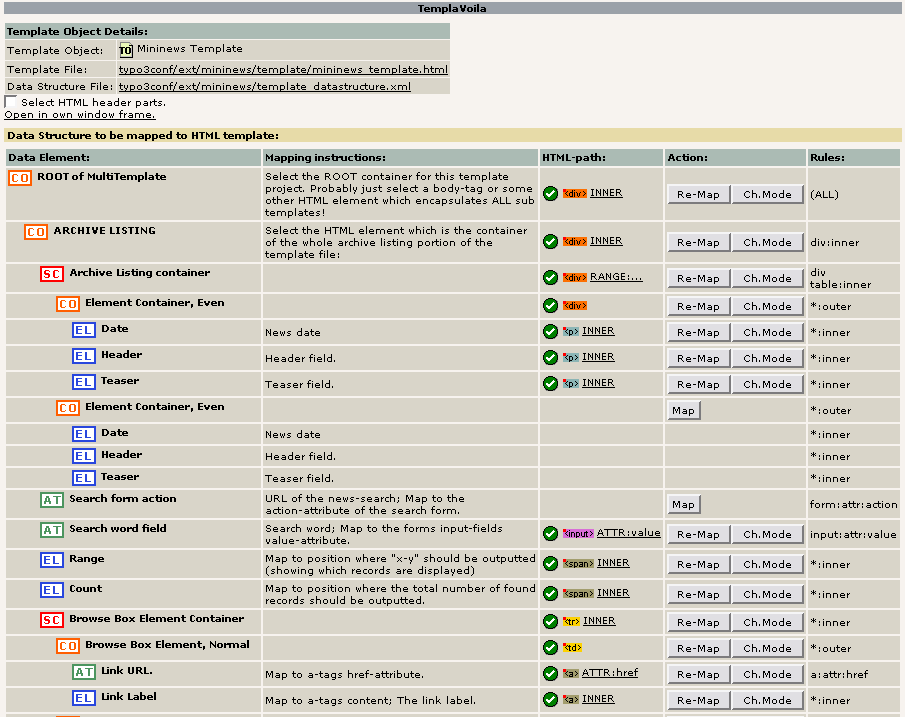 TemplaVoila
Template Object Details:
Template Object: TO Mininews Template
Template File: typo3conf/ext/mininews/template/mininews_template.html
Data Structure File: typo3conf/ext/mininews/template_datastructure.xml
Select HTML header parts.
Open in own window frame.
Data Structure to be mapped to HTML template:
Data Element: Mapping instructions: HTML-path: Action: Rules:
CO ROOT of MultiTemplate
Select the ROOT container for this template
project. Probably just select a body-tag or some
other HTML element which encapsulates ALL sub
templates!
<div> INNER Re-Map Ch.Mode (ALL)
CO ARCHIVE LISTING
Select the HTML element which is the container
of the whole archive listing portion of the
template file:
<div> INNER Re-Map Ch.Mode div:inner
SC Archive Listing container <div> RANGE:... Re-Map Ch.Mode div
table:inner
CO Element Container, Even <div> Re-Map Ch.Mode *:outer
EL Date News date <p> INNER Re-Map Ch.Mode *:inner
EL Header Header field. <p> INNER Re-Map Ch.Mode *:inner
EL Teaser Teaser field. <p> INNER Re-Map Ch.Mode *:inner
CO Element Container, Even Map *:outer
EL Date News date *:inner
EL Header Header field. *:inner
EL Teaser Teaser field. *:inner
AT Search form action URL of the news-search; Map to the
action-attribute of the search form.
Map form:attr:action
AT Search word field Search word; Map to the forms input-fields
value-attribute.
<input> ATTR:value Re-Map Ch.Mode input:attr:value
EL Range Map to position where "x-y" should be outputted
(showing which records are displayed)
<span> INNER Re-Map Ch.Mode *:inner
EL Count Map to position where the total number of found
records should be outputted.
<span> INNER Re-Map Ch.Mode *:inner
SC Browse Box Element Container <tr> INNER Re-Map Ch.Mode *:inner
CO Browse Box Element, Normal <td> Re-Map Ch.Mode *:outer
AT Link URL. Map to a-tags href-attribute. <a> ATTR:href Re-Map Ch.Mode a:attr:href
EL Link Label Map to a-tags content; The link label. <a> INNER Re-Map Ch.Mode *:inner